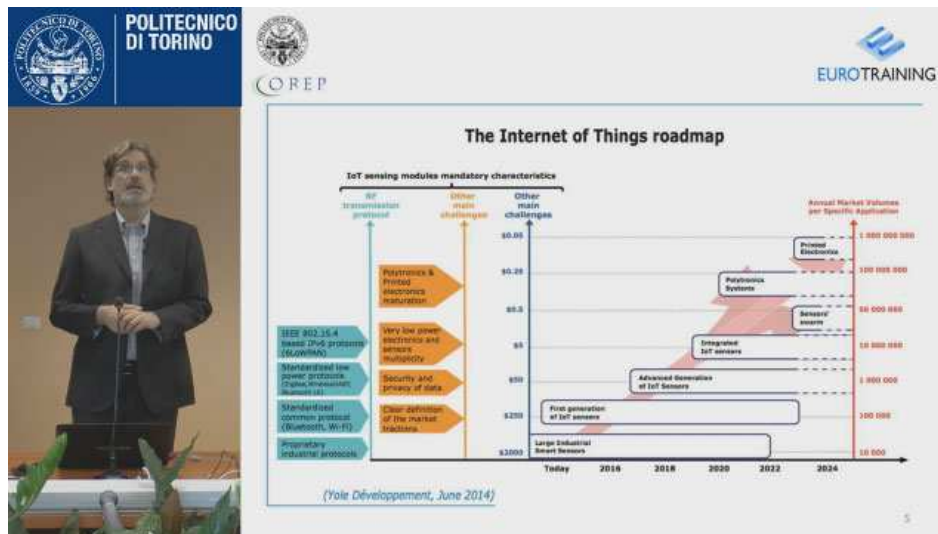 POLITECNICO
DI TORINO
COREP
EUROTRAINING
The Internet of Things roadmap
IoT sensing modules mandatory characteristics
RF
transmission
protocol
Other
main
challenges
Other
main
challenges
Annual Market Volumes
per Specific Application
$0.05
1 000 000 000
Printed
Electronics
Polytronics &
Printed
electronics
maturation
100 000 000
Polytronics
Systems
$0.5
50 000 000
Sensors'
swarm
IEEE 802.15.4
based IPv6 protocols
(6LoWPAN)
Very low power
electronics and
sensors
multiplicity
$5
Integrated
IoT sensors
10 000 000
Standardized low
power protocols
Security and
privacy of data
$50
Advanced Generation
of IoT Sensors
1 000 000
Standardized
common protocol
(Bluetooth, Wi-Fi)
Clear definition
of the market
tractions
$250
First generation
of IoT sensors
100 000
Proprietary
industrial protocols
$1000
Large Industrial
Smart Sensors
10 000
Today 2016 2018 2020 2022 2024
(Yole Développement, June 2014)
5